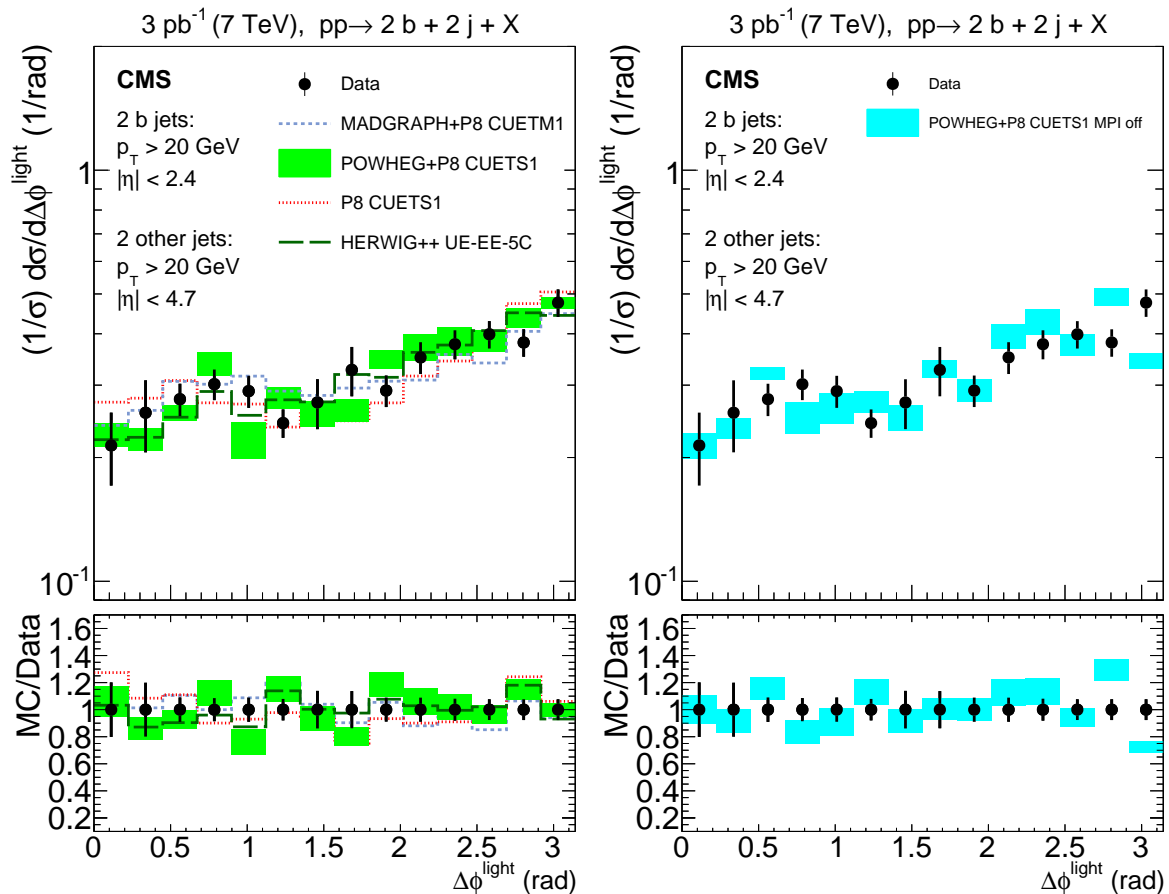 3 pb⁻¹ (7 TeV), pp→ 2 b + 2 j + X
CMS
2 b jets:
p_T > 20 GeV
|η| < 2.4
2 other jets:
p_T > 20 GeV
|η| < 4.7
Data
MADGRAPH+P8 CUETM1
POWHEG+P8 CUETS1
P8 CUETS1
HERWIG++ UE-EE-5C
(1/σ) dσ/dΔϕ^light (1/rad)
1
10⁻¹
MC/Data
1.6
1.4
1.2
1.0
0.8
0.6
0.4
0.2
0 0.5 1 1.5 2 2.5 3
Δϕ^light (rad)
3 pb⁻¹ (7 TeV), pp→ 2 b + 2 j + X
CMS
2 b jets:
p_T > 20 GeV
|η| < 2.4
2 other jets:
p_T > 20 GeV
|η| < 4.7
Data
POWHEG+P8 CUETS1 MPI off
(1/σ) dσ/dΔϕ^light (1/rad)
1
10⁻¹
MC/Data
1.6
1.4
1.2
1.0
0.8
0.6
0.4
0.2
0 0.5 1 1.5 2 2.5 3
Δϕ^light (rad)